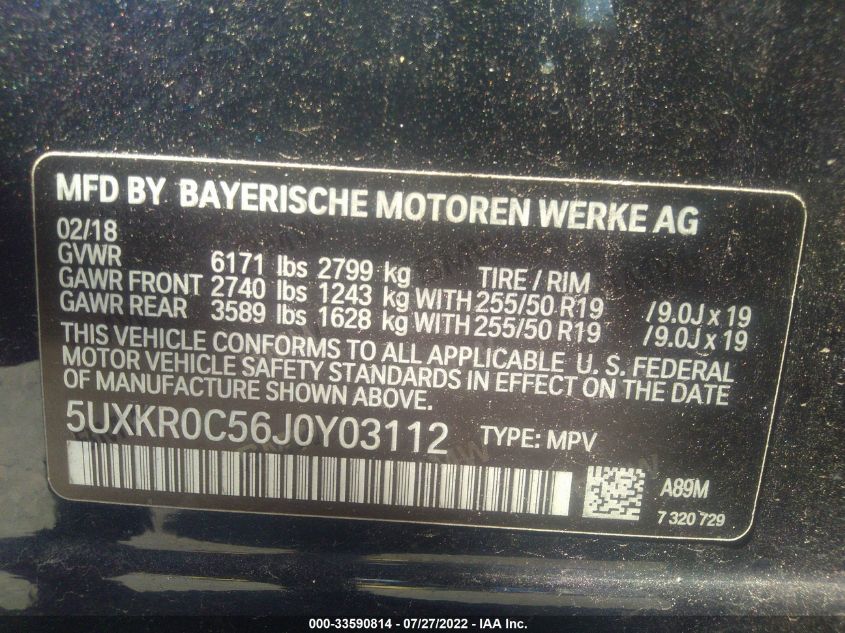 MFD BY BAYERISCHE MOTOREN WERKE AG
02/18
GVWR 6171 lbs 2799 kg TIRE / RIM
GAWR FRONT 2740 lbs 1243 kg WITH 255/50 R19 / 9.0J x 19
GAWR REAR 3589 lbs 1628 kg WITH 255/50 R19 / 9.0J x 19
THIS VEHICLE CONFORMS TO ALL APPLICABLE U. S. FEDERAL
MOTOR VEHICLE SAFETY STANDARDS IN EFFECT ON THE DATE
OF MANUFACTURE SHOWN ABOVE.
5UXKR0C56J0Y03112 TYPE: MPV
A89M
7 320 729
000-33590814 / 07/27/2022 - IAA Inc.